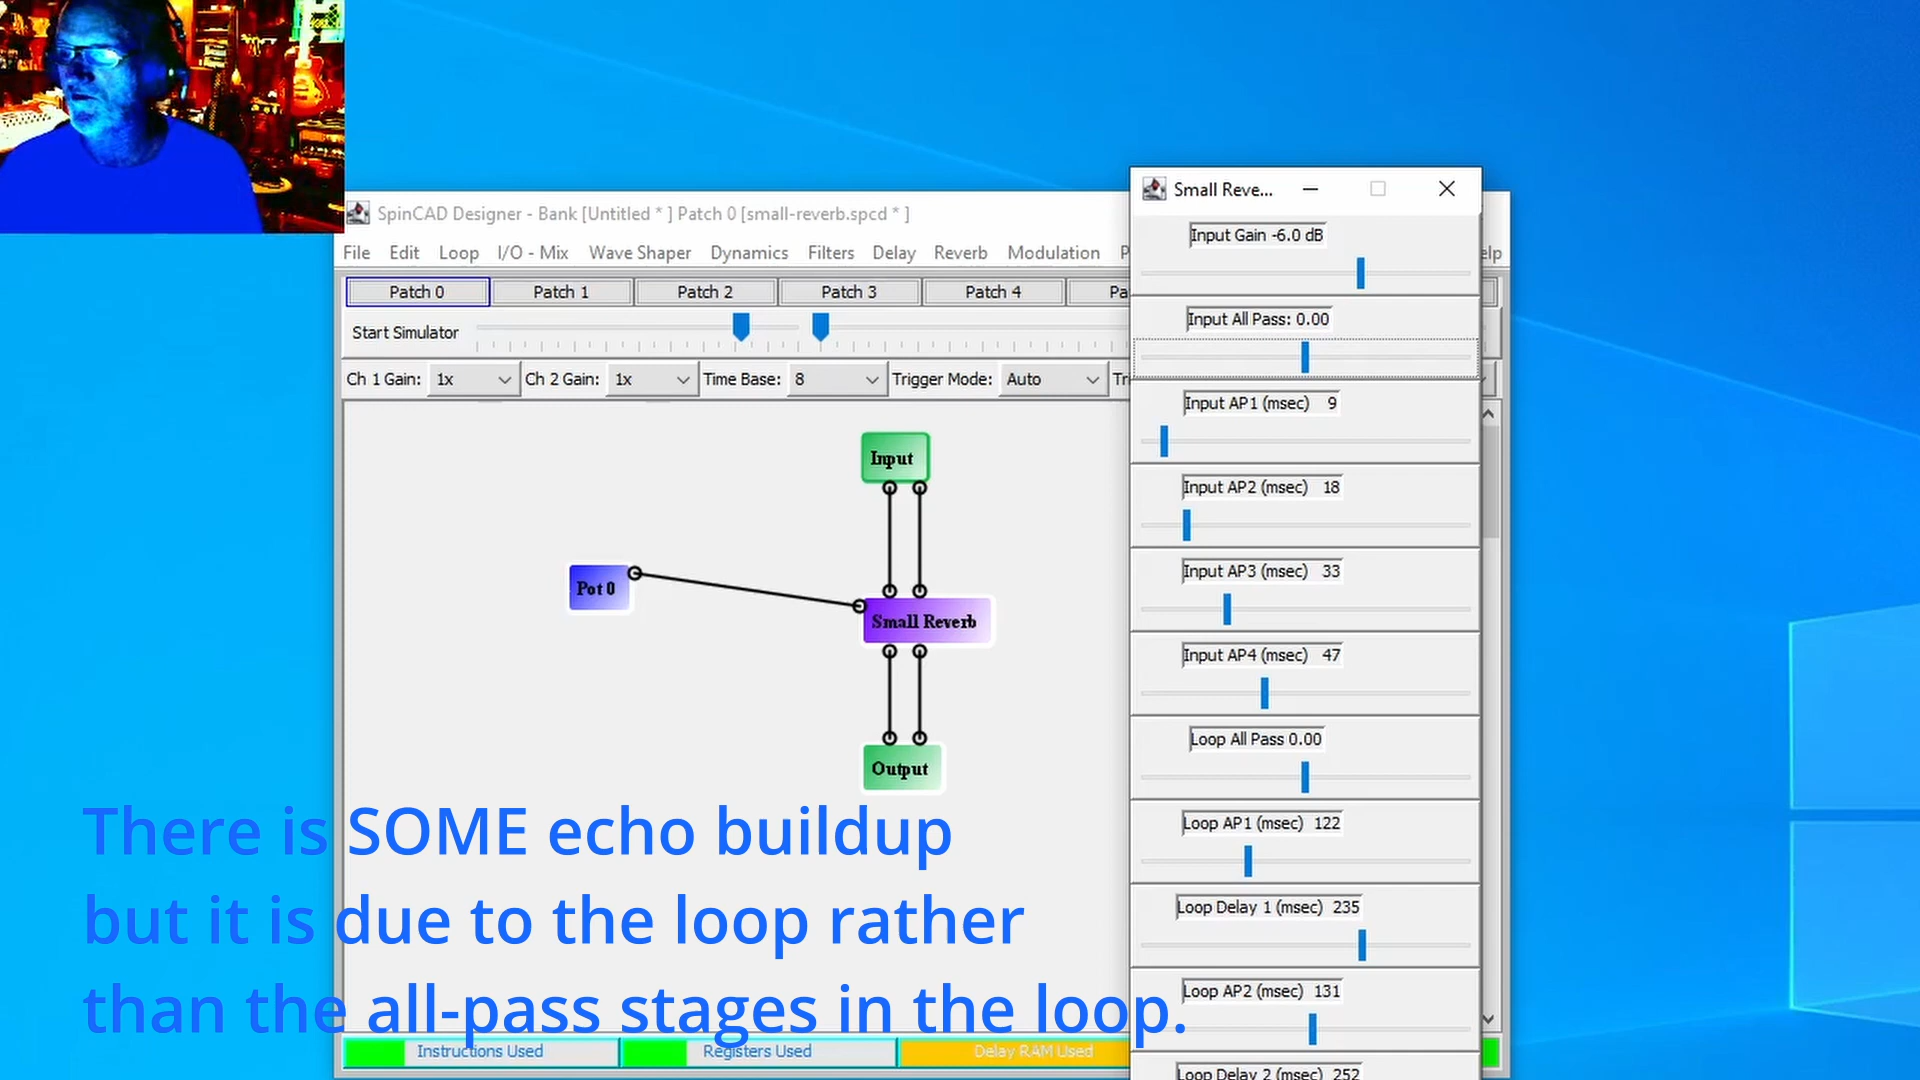 SpinCAD Designer - Bank [Untitled * ] Patch 0 [small-reverb.spcd * ]
File Edit Loop I/O - Mix Wave Shaper Dynamics Filters Delay Reverb Modulation
Patch 0 Patch 1 Patch 2 Patch 3 Patch 4
Start Simulator
Ch 1 Gain: 1x Ch 2 Gain: 1x Time Base: 8 Trigger Mode: Auto
Input
Pot 0
Small Reverb
Output
Small Reve...
Input Gain -6.0 dB
Input All Pass: 0.00
Input AP1 (msec) 9
Input AP2 (msec) 18
Input AP3 (msec) 33
Input AP4 (msec) 47
Loop All Pass 0.00
Loop AP1 (msec) 122
Loop Delay 1 (msec) 235
Loop AP2 (msec) 131
Loop Delay 2 (msec) 252
There is SOME echo buildup
but it is due to the loop rather
than the all-pass stages in the loop.
Instructions Used Registers Used Delay RAM Used